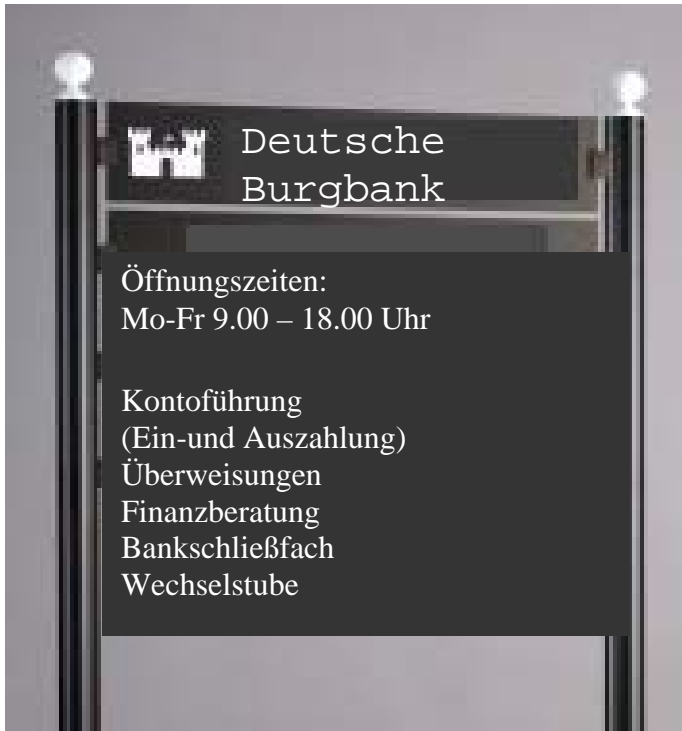 Deutsche
Burgbank
Öffnungszeiten:
Mo-Fr 9.00 – 18.00 Uhr
Kontoführung
(Ein-und Auszahlung)
Überweisungen
Finanzberatung
Bankschließfach
Wechselstube